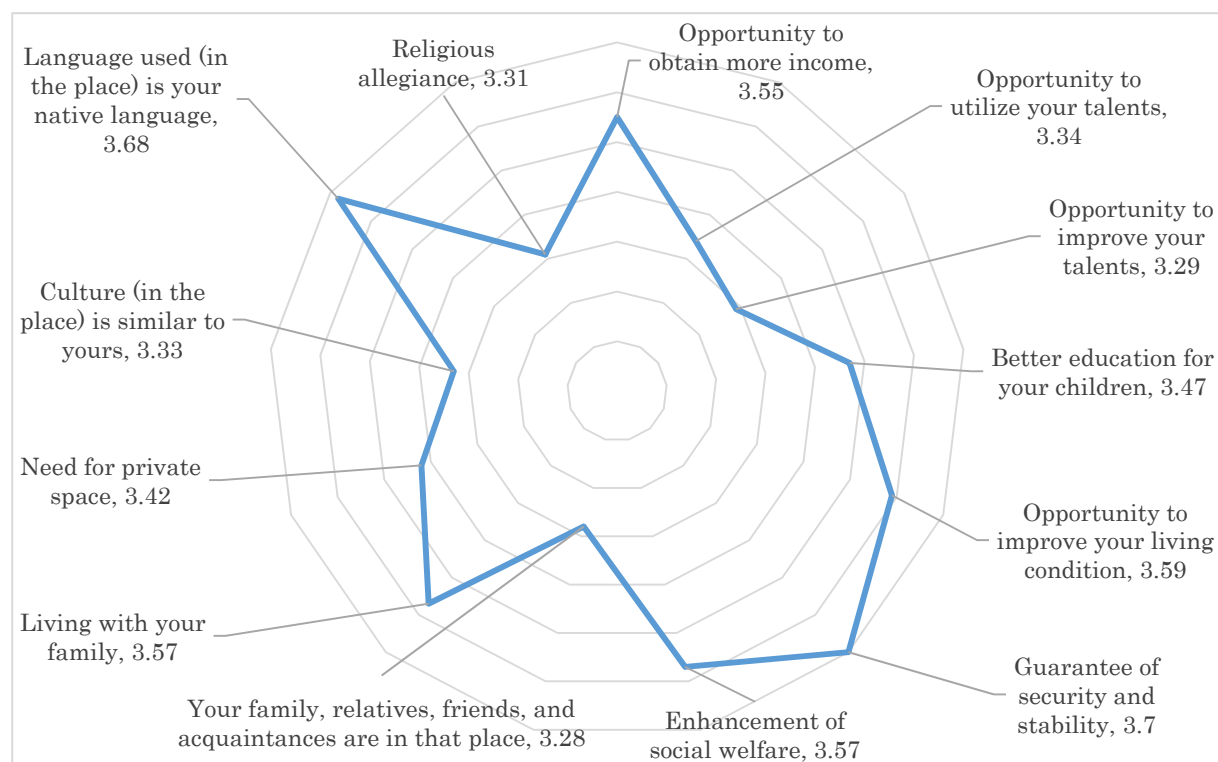 Opportunity to
obtain more income,
3.55
Opportunity to
utilize your talents,
3.34
Opportunity to
improve your
talents, 3.29
Better education for
your children, 3.47
Opportunity to
improve your living
condition, 3.59
Guarantee of
security and
stability, 3.7
Enhancement of
social welfare, 3.57
Your family, relatives, friends, and
acquaintances are in that place, 3.28
Living with your
family, 3.57
Need for private
space, 3.42
Culture (in the
place) is similar to
yours, 3.33
Language used (in
the place) is your
native language,
3.68
Religious
allegiance, 3.31